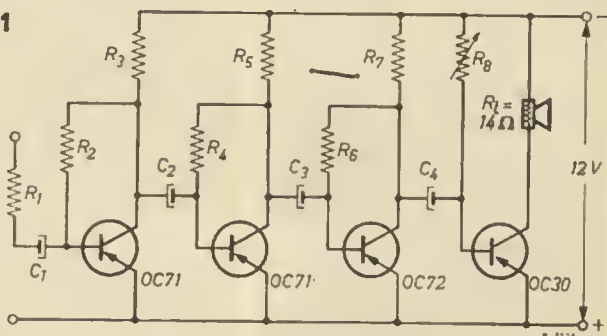 1
R3
R5
R7
R8
RL =
14Ω
R2
R4
R6
12V
C2
C3
C4
R1
C1
OC71
OC71
OC72
OC30
−
+